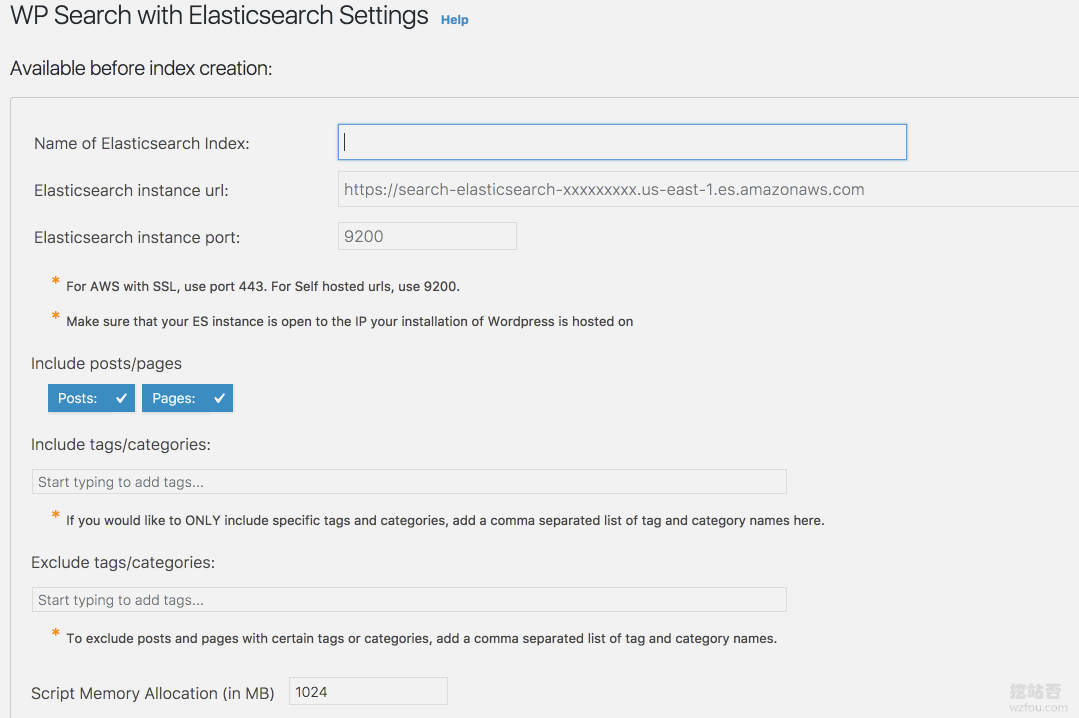 WP Search with Elasticsearch Settings Help
Available before index creation:
Name of Elasticsearch Index:
Elasticsearch instance url: https://search-elasticsearch-xxxxxxxxx.us-east-1.es.amazonaws.com
Elasticsearch instance port: 9200
* For AWS with SSL, use port 443. For Self hosted urls, use 9200.
* Make sure that your ES instance is open to the IP your installation of Wordpress is hosted on
Include posts/pages
Posts: ✓ Pages: ✓
Include tags/categories:
Start typing to add tags...
* If you would like to ONLY include specific tags and categories, add a comma separated list of tag and category names here.
Exclude tags/categories:
Start typing to add tags...
* To exclude posts and pages with certain tags or categories, add a comma separated list of tag and category names.
Script Memory Allocation (in MB) 1024
挖站否
wzfou.com